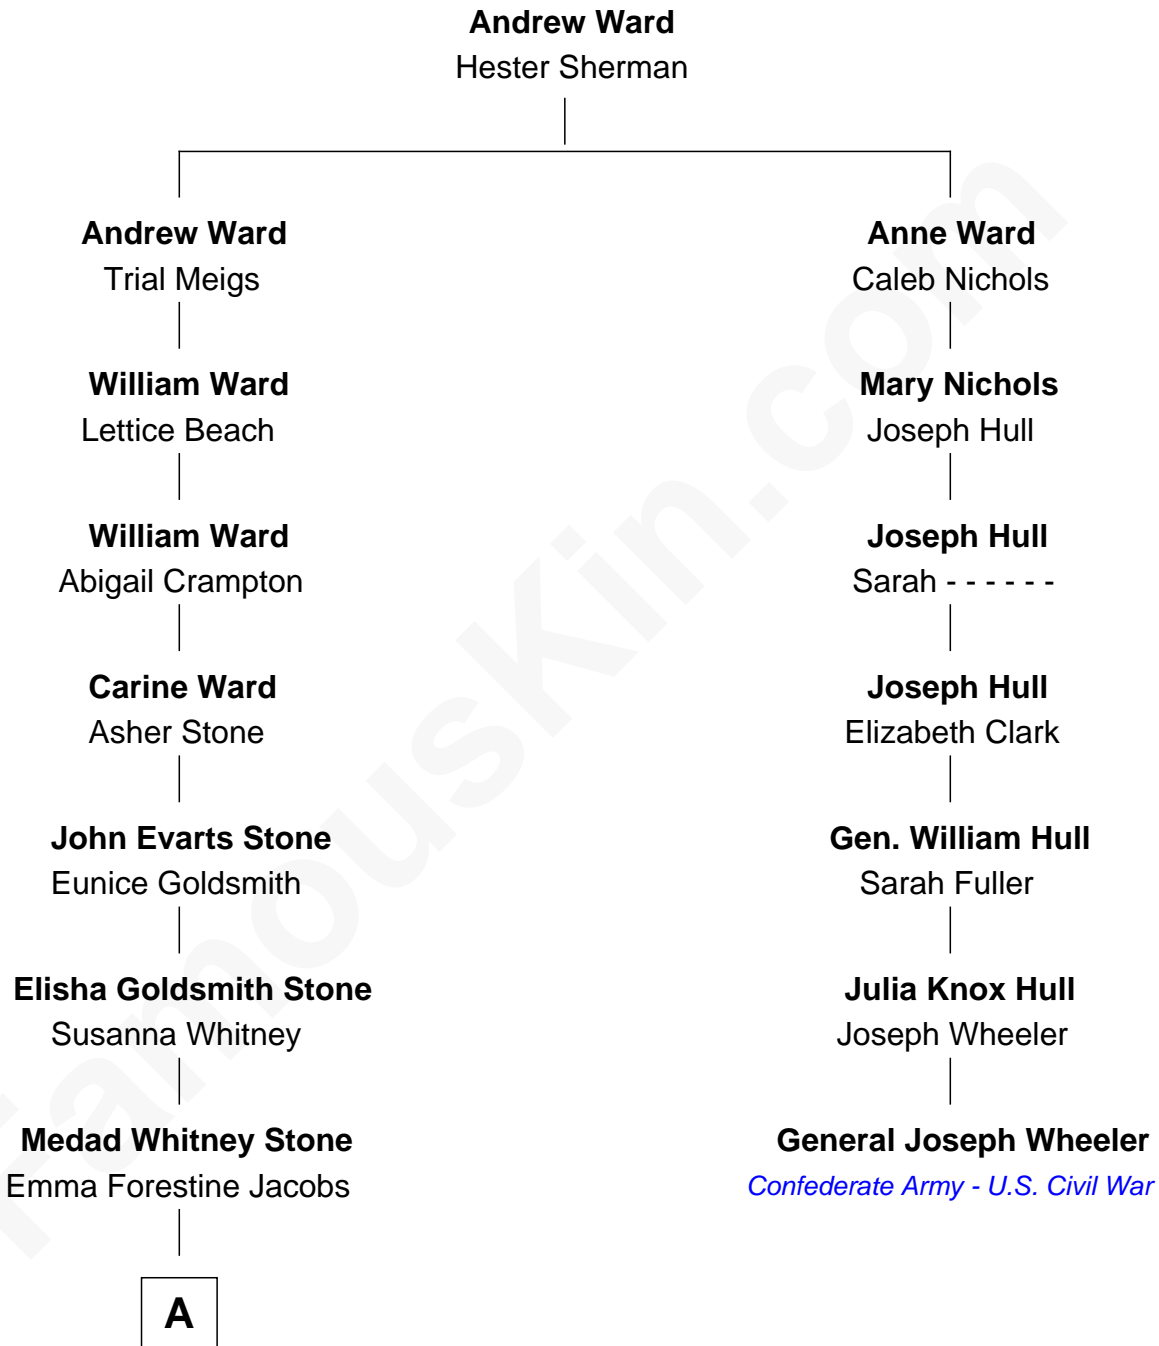 Andrew Ward
Hester Sherman
Andrew Ward
Trial Meigs
William Ward
Lettice Beach
William Ward
Abigail Crampton
Carine Ward
Asher Stone
John Evarts Stone
Eunice Goldsmith
Elisha Goldsmith Stone
Susanna Whitney
Medad Whitney Stone
Emma Forestine Jacobs
A
Anne Ward
Caleb Nichols
Mary Nichols
Joseph Hull
Joseph Hull
Sarah - - - - - -
Joseph Hull
Elizabeth Clark
Gen. William Hull
Sarah Fuller
Julia Knox Hull
Joseph Wheeler
General Joseph Wheeler
Confederate Army - U.S. Civil War
FamousKin.com